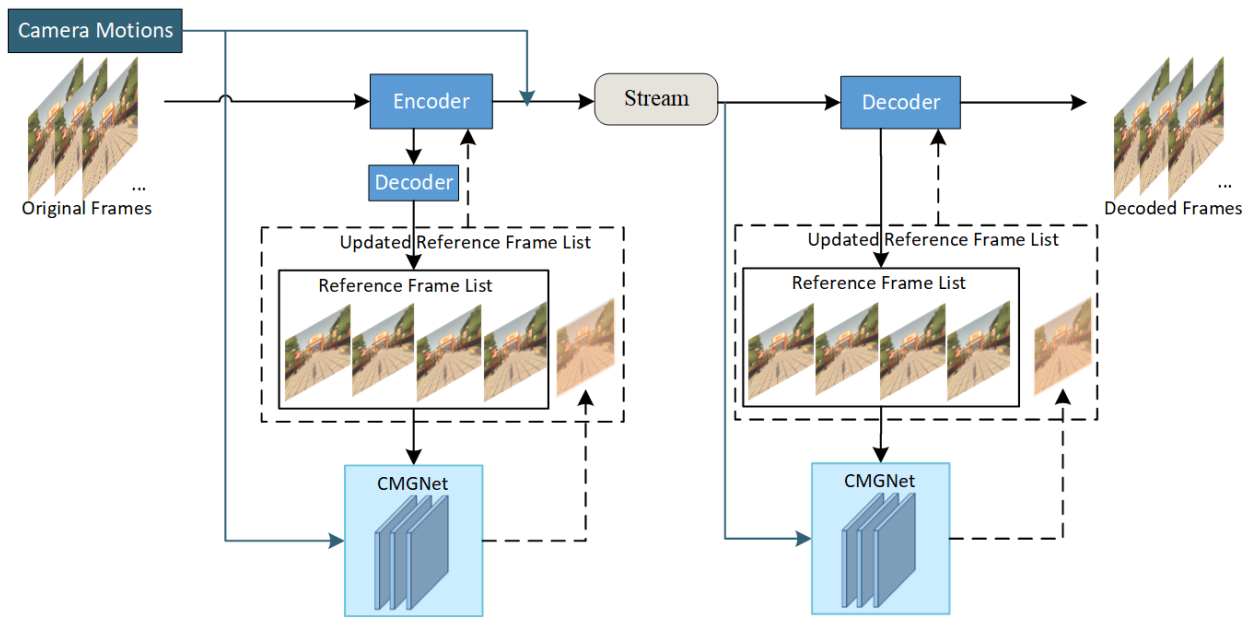 Camera Motions
Encoder
Stream
Decoder
Decoder
...
Original Frames
...
Decoded Frames
Updated Reference Frame List
Reference Frame List
Updated Reference Frame List
Reference Frame List
CMGNet
CMGNet